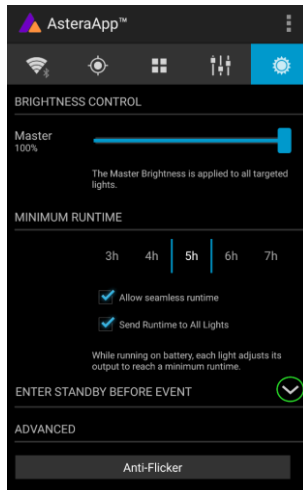 AsteraApp™
BRIGHTNESS CONTROL
Master
100%
The Master Brightness is applied to all targeted
lights.
MINIMUM RUNTIME
3h 4h 5h 6h 7h
Allow seamless runtime
Send Runtime to All Lights
While running on battery, each light adjusts its
output to reach a minimum runtime.
ENTER STANDBY BEFORE EVENT
ADVANCED
Anti-Flicker